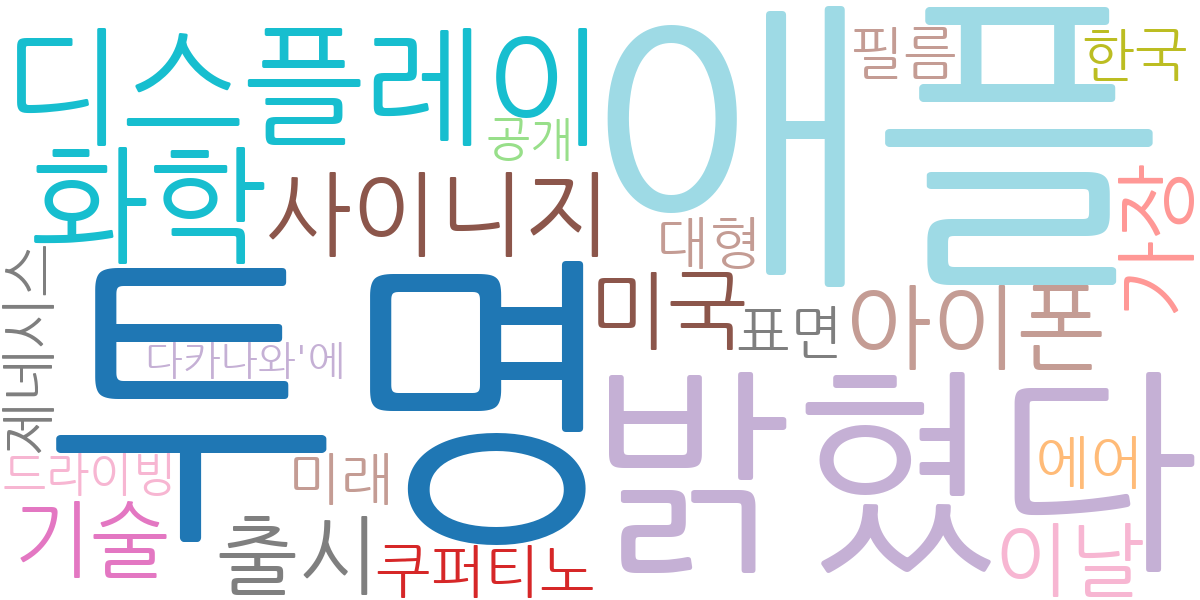 디스플레이
애플
필름
한국
공개
화학
사이니지
대형
가장
제네시스
투명
미국
표면
아이폰
다카나와'에
밝혔다
에어
드라이빙
미래
기술
출시
쿠퍼티노
이날